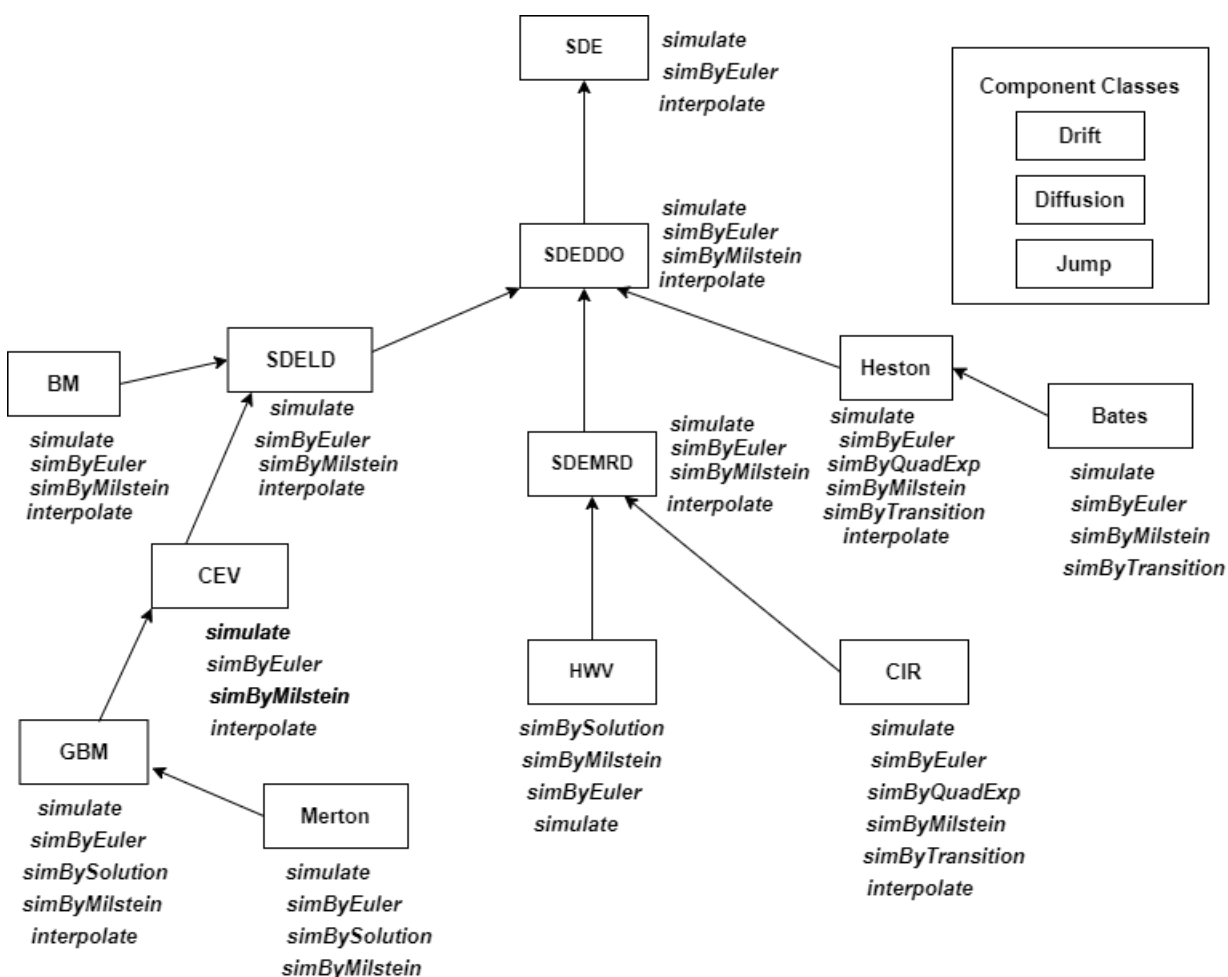 SDE
simulate
simByEuler
interpolate
Component Classes
Drift
Diffusion
Jump
SDEDDO
simulate
simByEuler
simByMilstein
interpolate
SDELD
simulate
simByEuler
simByMilstein
interpolate
BM
simulate
simByEuler
simByMilstein
interpolate
Heston
simulate
simByEuler
simByQuadExp
simByMilstein
simByTransition
interpolate
Bates
simulate
simByEuler
simByMilstein
simByTransition
SDEMRD
simulate
simByEuler
simByMilstein
interpolate
CEV
simulate
simByEuler
simByMilstein
interpolate
HWV
simBySolution
simByMilstein
simByEuler
simulate
CIR
simulate
simByEuler
simByQuadExp
simByMilstein
simByTransition
interpolate
GBM
simulate
simByEuler
simBySolution
simByMilstein
interpolate
Merton
simulate
simByEuler
simBySolution
simByMilstein